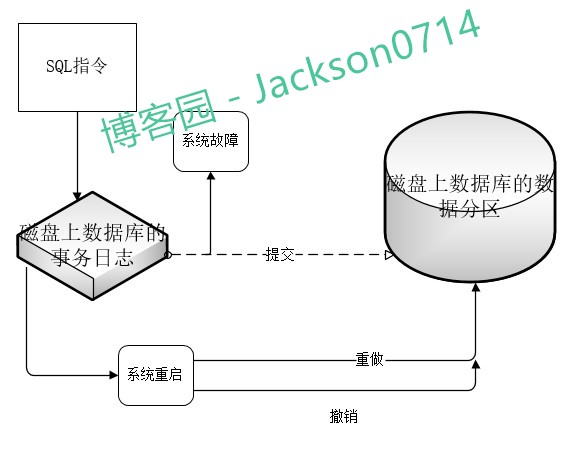 SQL指令
博客园 - Jackson0714
系统故障
磁盘上数据库的数
据分区
磁盘上数据库的
事务日志
提交
重做
系统重启
撤销